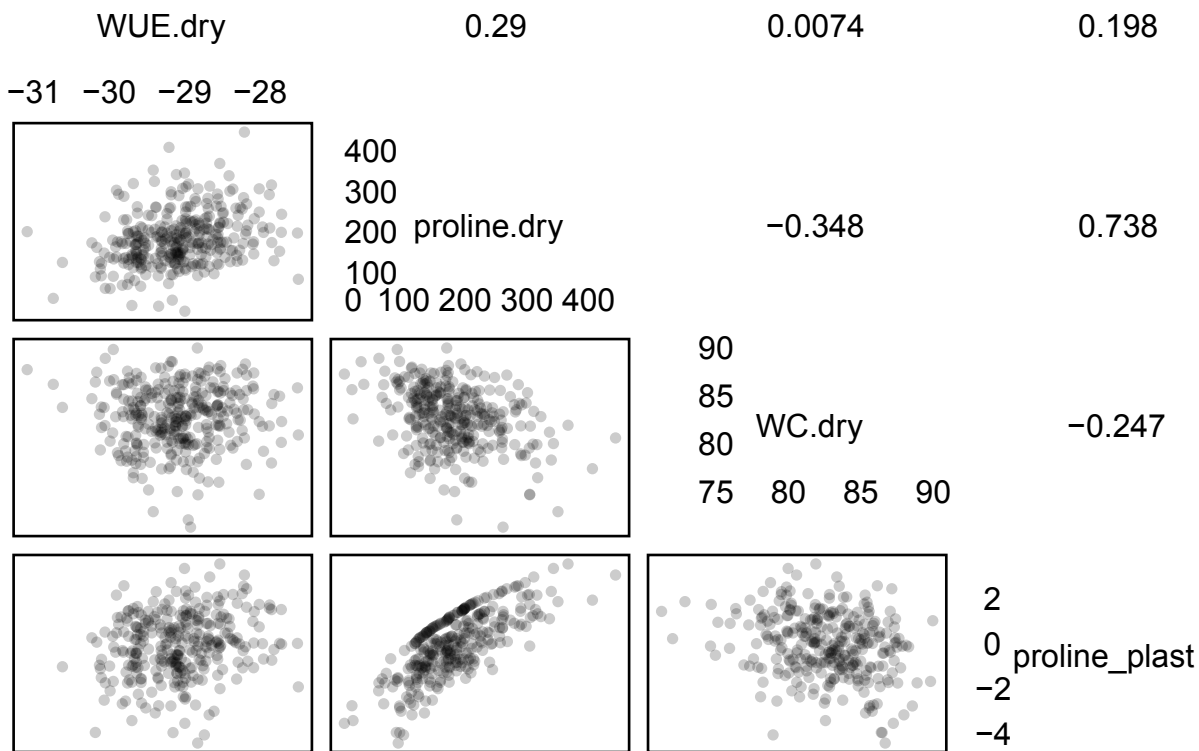 WUE.dry 0.29 0.0074 0.198
−31 −30 −29 −28
400
300
200 proline.dry −0.348 0.738
100
0 100 200 300 400
90
85
80 WC.dry −0.247
75 80 85 90
2
0 proline_plast
−2
−4